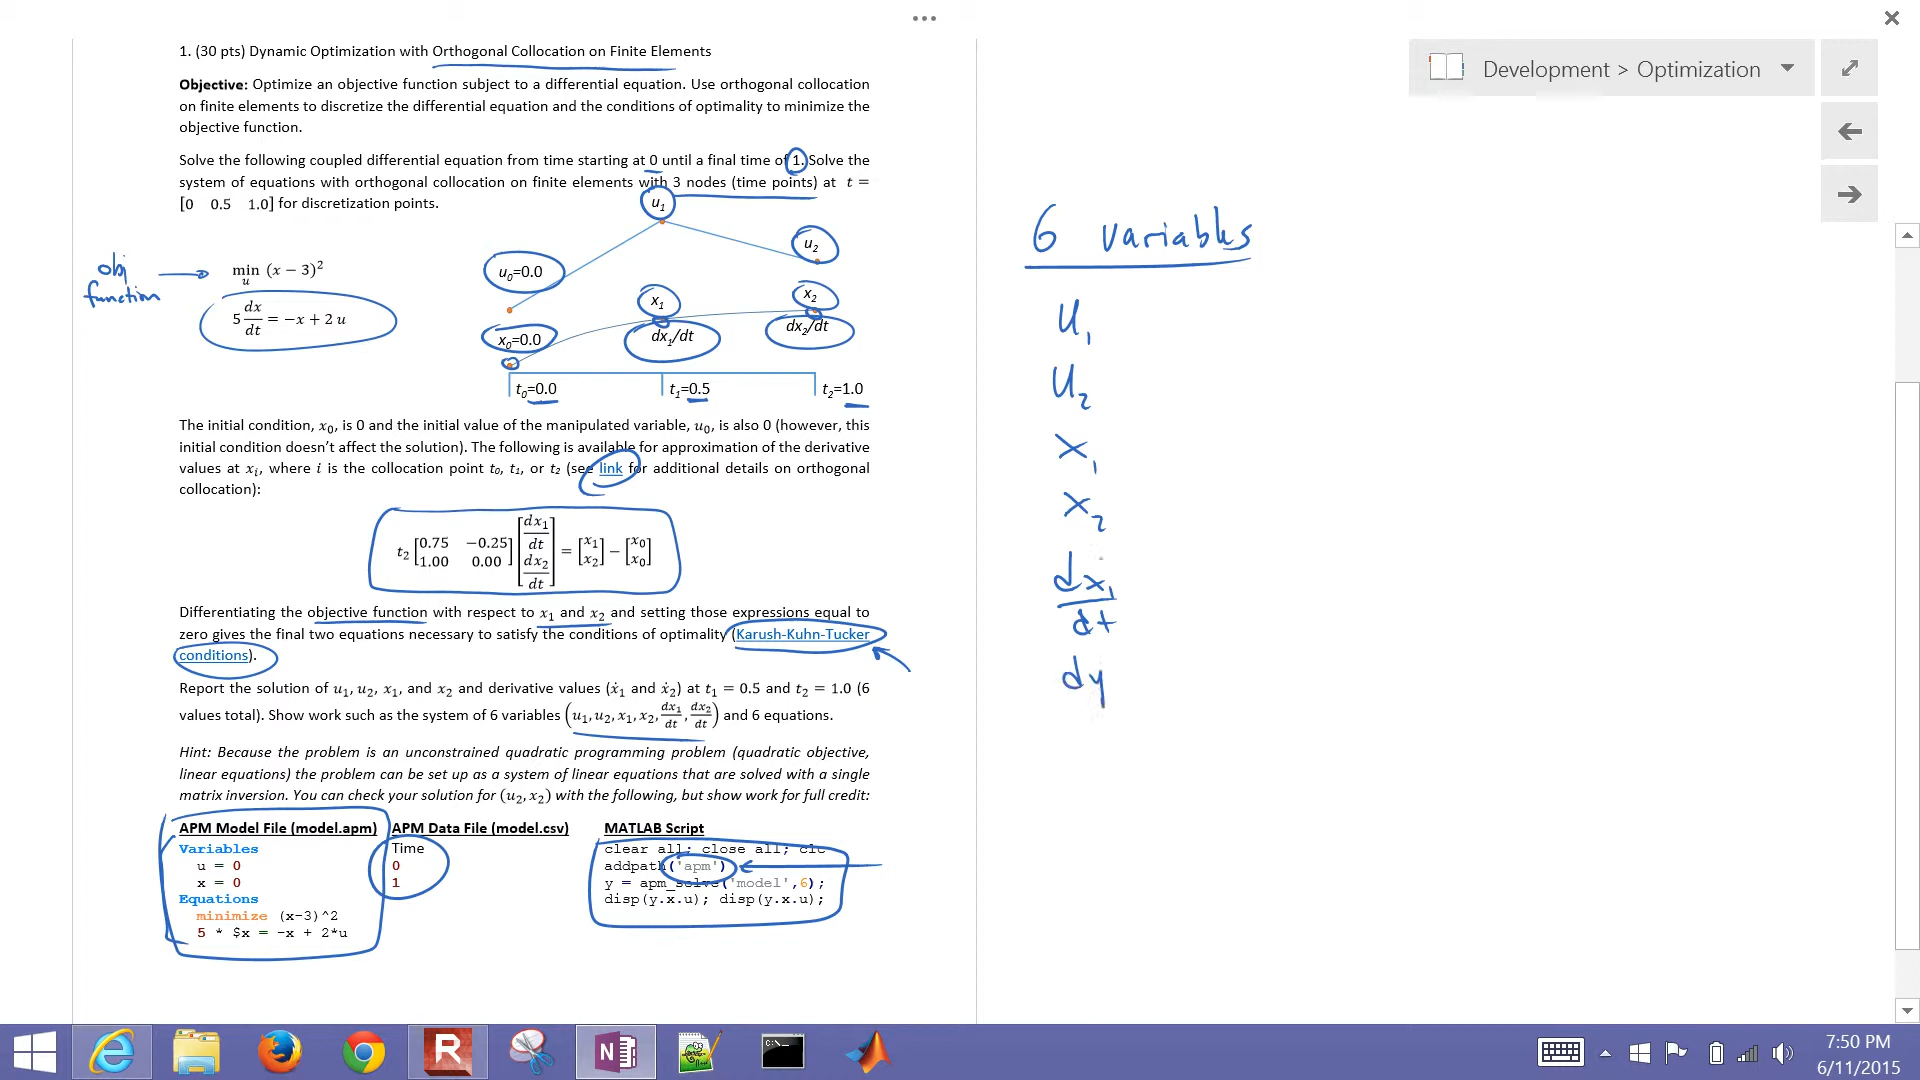 Development > Optimization
1. (30 pts) Dynamic Optimization with Orthogonal Collocation on Finite Elements
Objective: Optimize an objective function subject to a differential equation. Use orthogonal collocation
on finite elements to discretize the differential equation and the conditions of optimality to minimize the
objective function.
Solve the following coupled differential equation from time starting at 0 until a final time of 1. Solve the
system of equations with orthogonal collocation on finite elements with 3 nodes (time points) at t =
[0 0.5 1.0] for discretization points.
obj
function
min (x − 3)²
u
5 dx/dt = −x + 2 u
u₁
u₂
u₀=0.0
x₁
x₂
x₀=0.0
dx₁/dt
dx₂/dt
t₀=0.0 t₁=0.5 t₂=1.0
The initial condition, x₀, is 0 and the initial value of the manipulated variable, u₀, is also 0 (however, this
initial condition doesn't affect the solution). The following is available for approximation of the derivative
values at xᵢ, where i is the collocation point t₀, t₁, or t₂ (see link for additional details on orthogonal
collocation):
t₂ [0.75 −0.25; 1.00 0.00] [dx₁/dt; dx₂/dt] = [x₁; x₂] − [x₀; x₀]
Differentiating the objective function with respect to x₁ and x₂ and setting those expressions equal to
zero gives the final two equations necessary to satisfy the conditions of optimality (Karush-Kuhn-Tucker
conditions).
Report the solution of u₁, u₂, x₁, and x₂ and derivative values (ẋ₁ and ẋ₂) at t₁ = 0.5 and t₂ = 1.0 (6
values total). Show work such as the system of 6 variables (u₁, u₂, x₁, x₂, dx₁/dt, dx₂/dt) and 6 equations.
Hint: Because the problem is an unconstrained quadratic programming problem (quadratic objective,
linear equations) the problem can be set up as a system of linear equations that are solved with a single
matrix inversion. You can check your solution for (u₂, x₂) with the following, but show work for full credit:
APM Model File (model.apm)
Variables
u = 0
x = 0
Equations
minimize (x-3)^2
5 * $x = -x + 2*u
APM Data File (model.csv)
Time
0
1
MATLAB Script
clear all; close all; clc
addpath('apm')
y = apm_solve('model',6);
disp(y.x.u); disp(y.x.u);
6 variables
u₁
u₂
x₁
x₂
dx₁
dt
dy
7:50 PM
6/11/2015